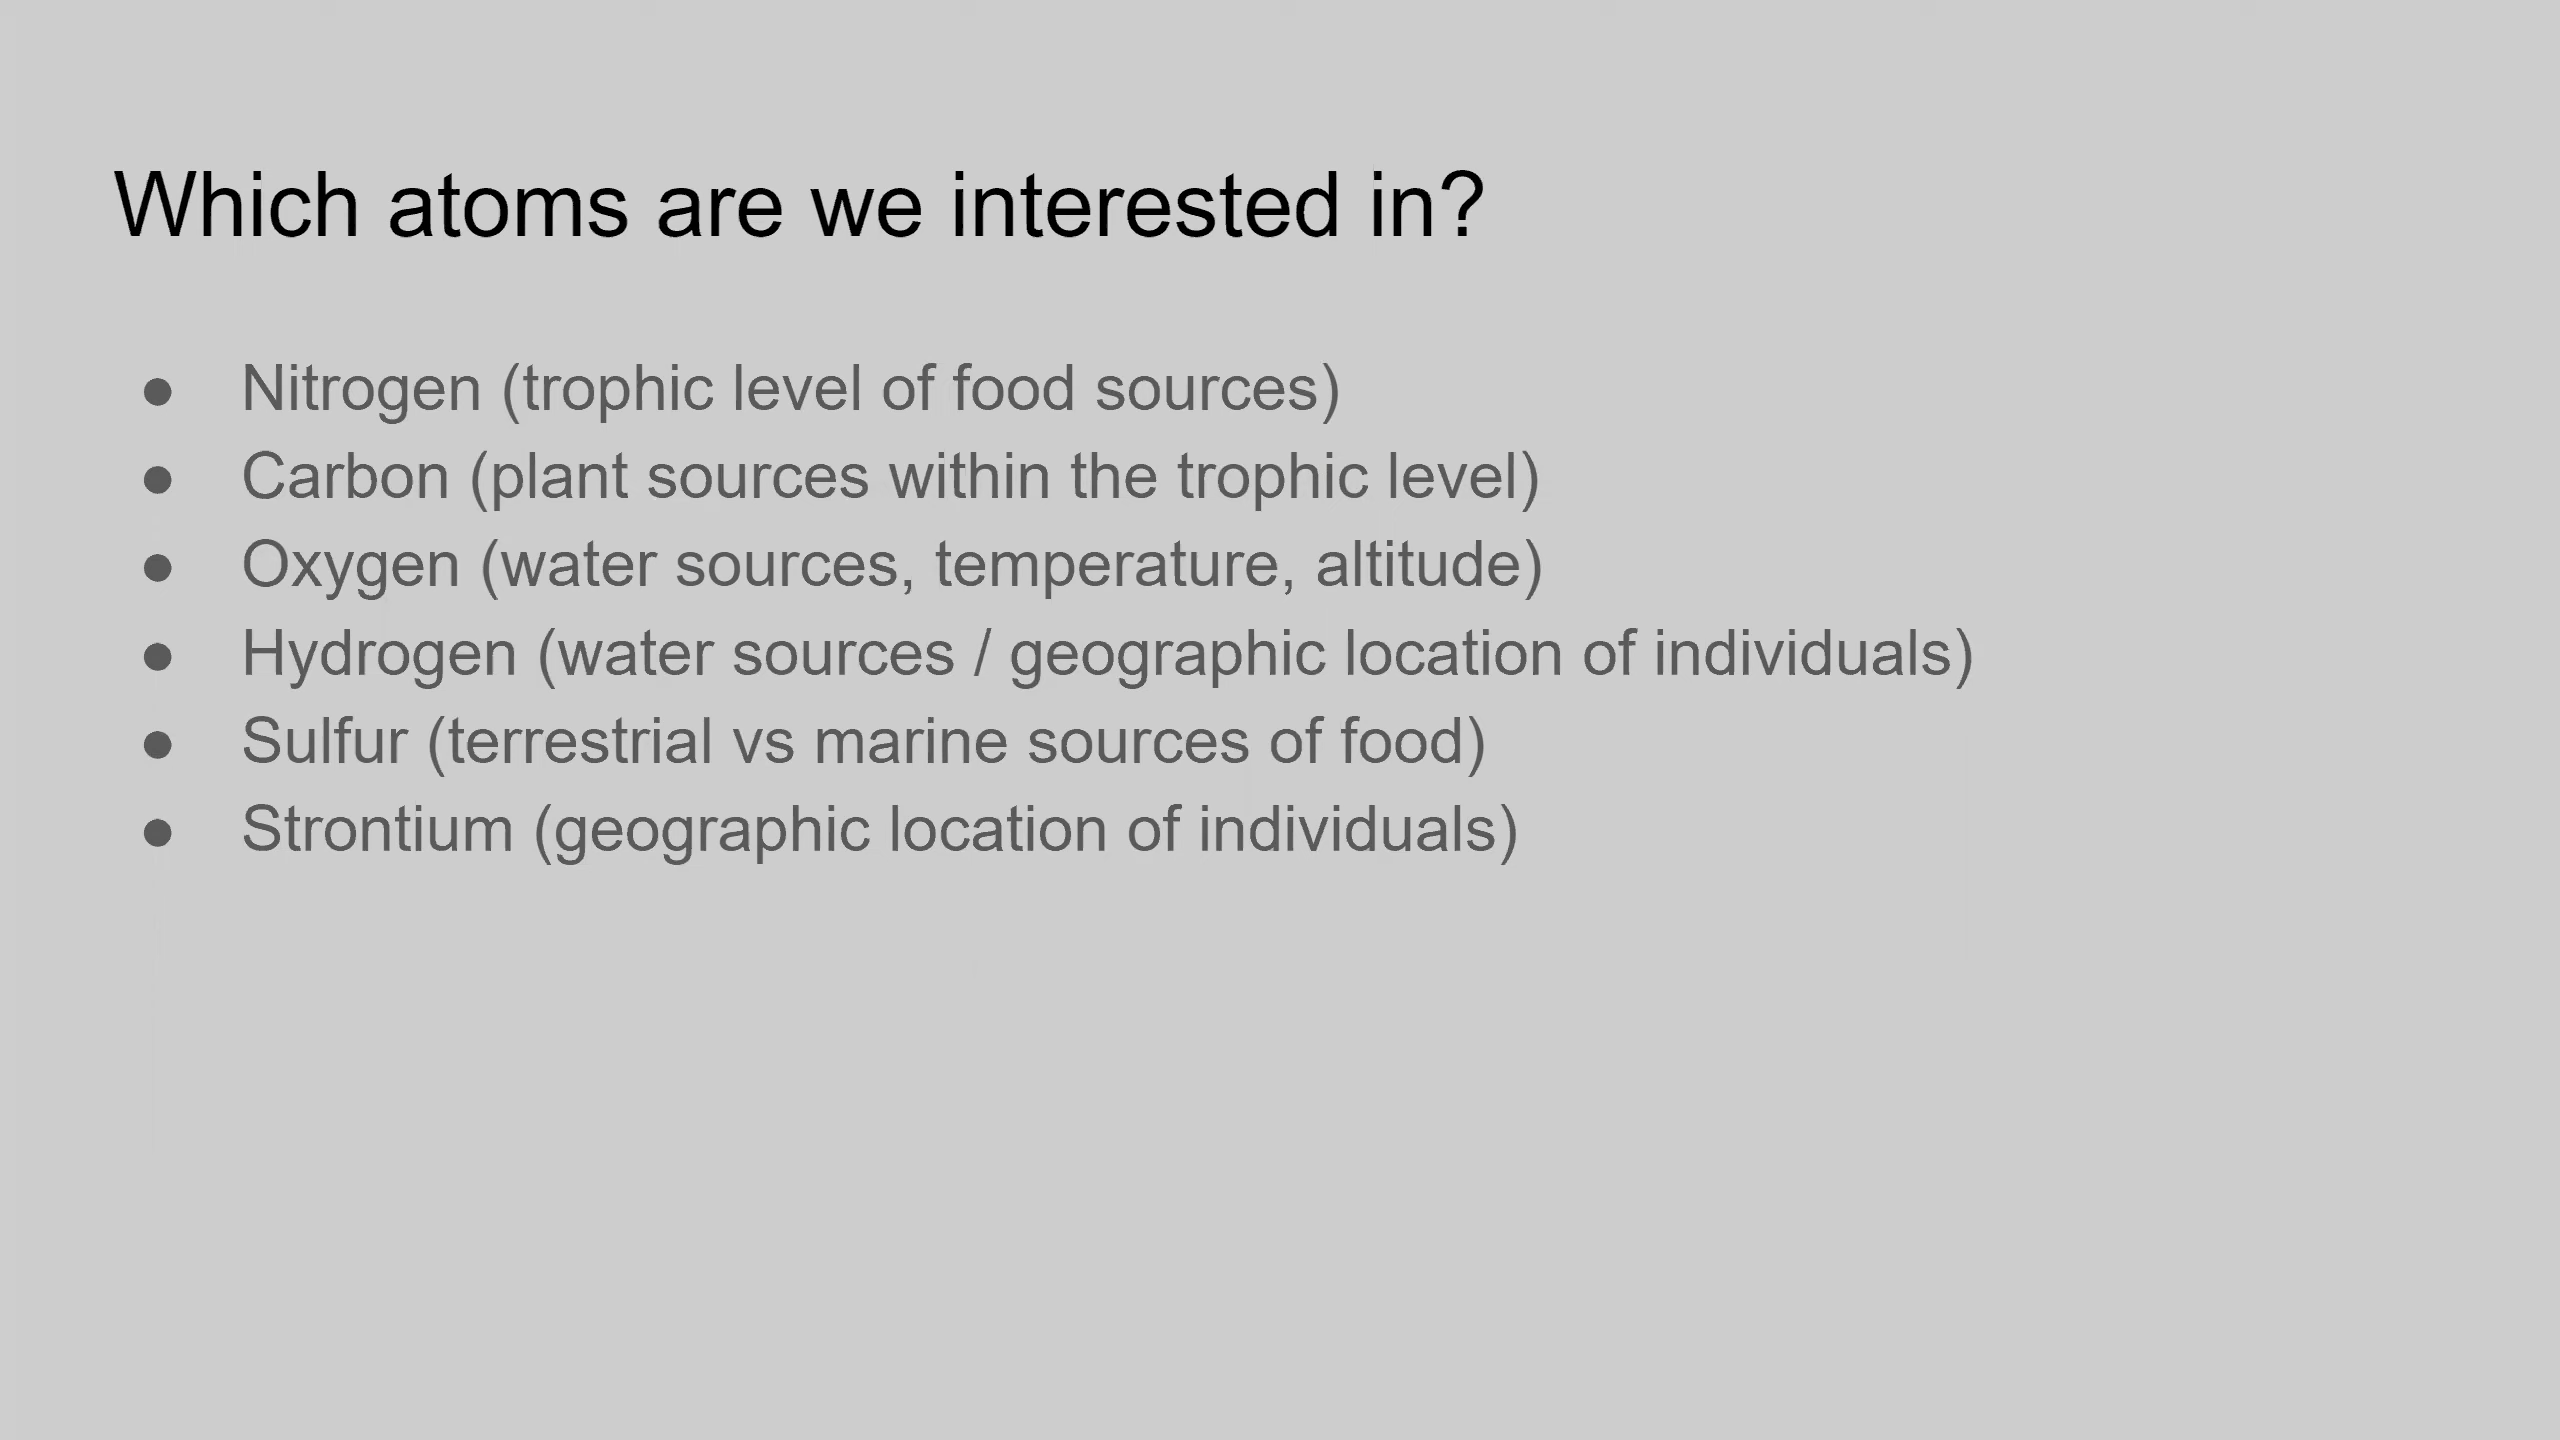 Which atoms are we interested in?
● Nitrogen (trophic level of food sources)
● Carbon (plant sources within the trophic level)
● Oxygen (water sources, temperature, altitude)
● Hydrogen (water sources / geographic location of individuals)
● Sulfur (terrestrial vs marine sources of food)
● Strontium (geographic location of individuals)